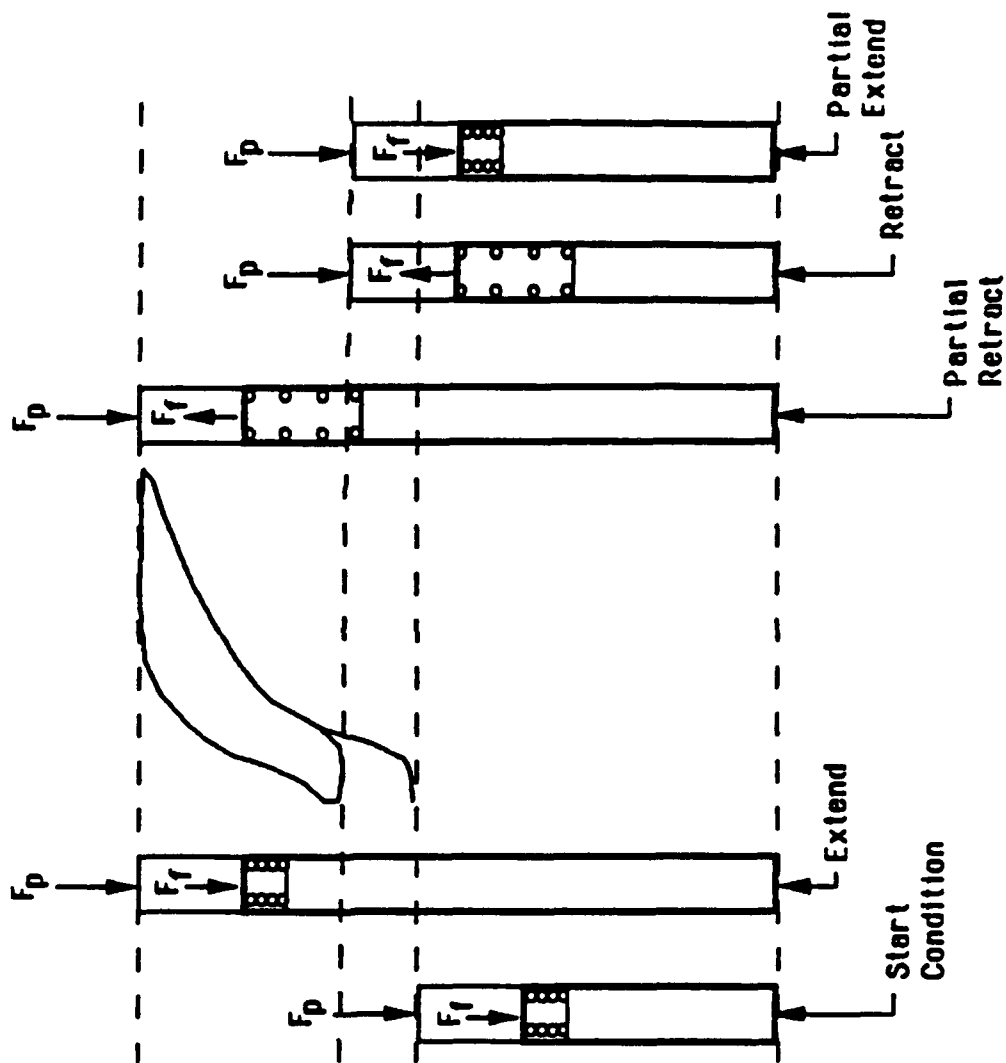 Fp
Ff
Start
Condition
Fp
Ff
Extend
Fp
Ff
Partial
Retract
Fp
Ff
Retract
Fp
Ff
Partial
Extend